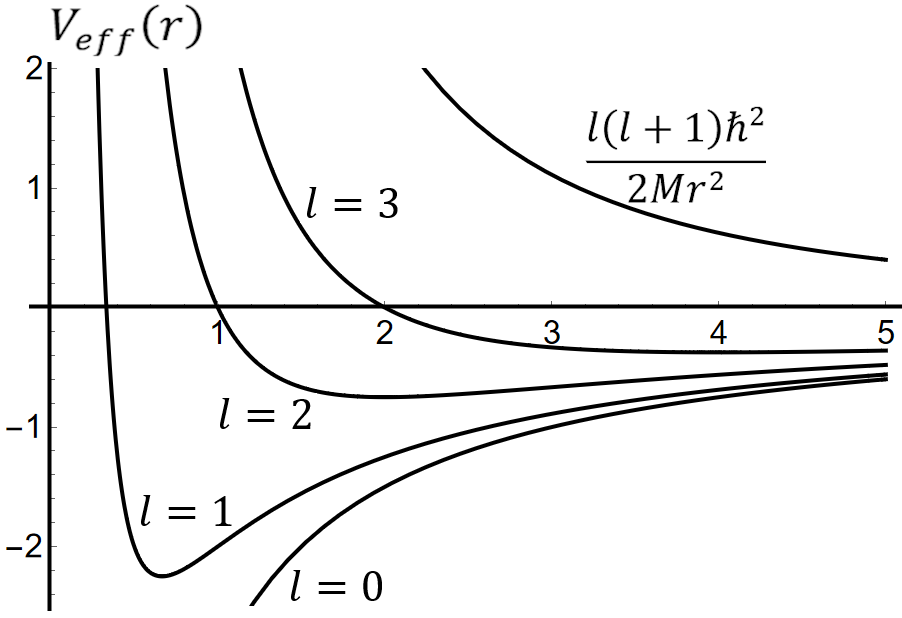 V_eff(r)
2
l(l + 1)ħ²
2Mr²
1
l = 3
1 2 3 4 5
−1
l = 2
l = 1
−2
l = 0